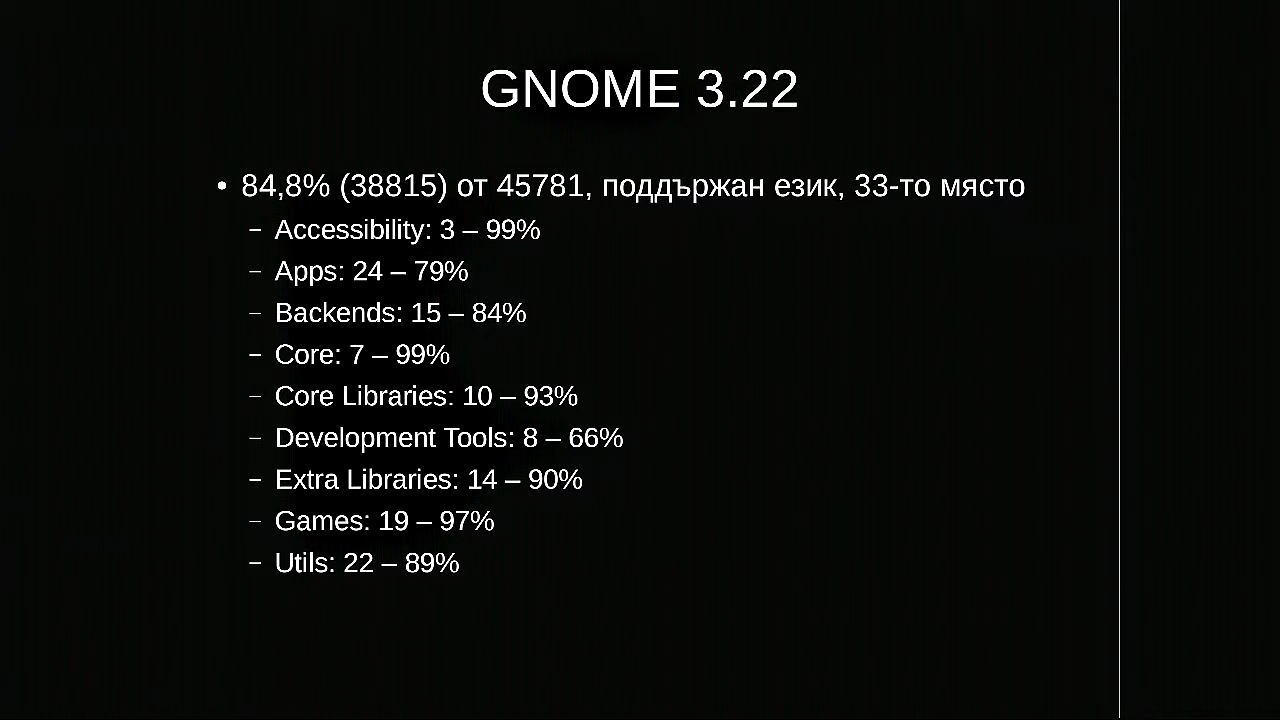 GNOME 3.22
• 84,8% (38815) от 45781, поддържан език, 33-то място
– Accessibility: 3 – 99%
– Apps: 24 – 79%
– Backends: 15 – 84%
– Core: 7 – 99%
– Core Libraries: 10 – 93%
– Development Tools: 8 – 66%
– Extra Libraries: 14 – 90%
– Games: 19 – 97%
– Utils: 22 – 89%